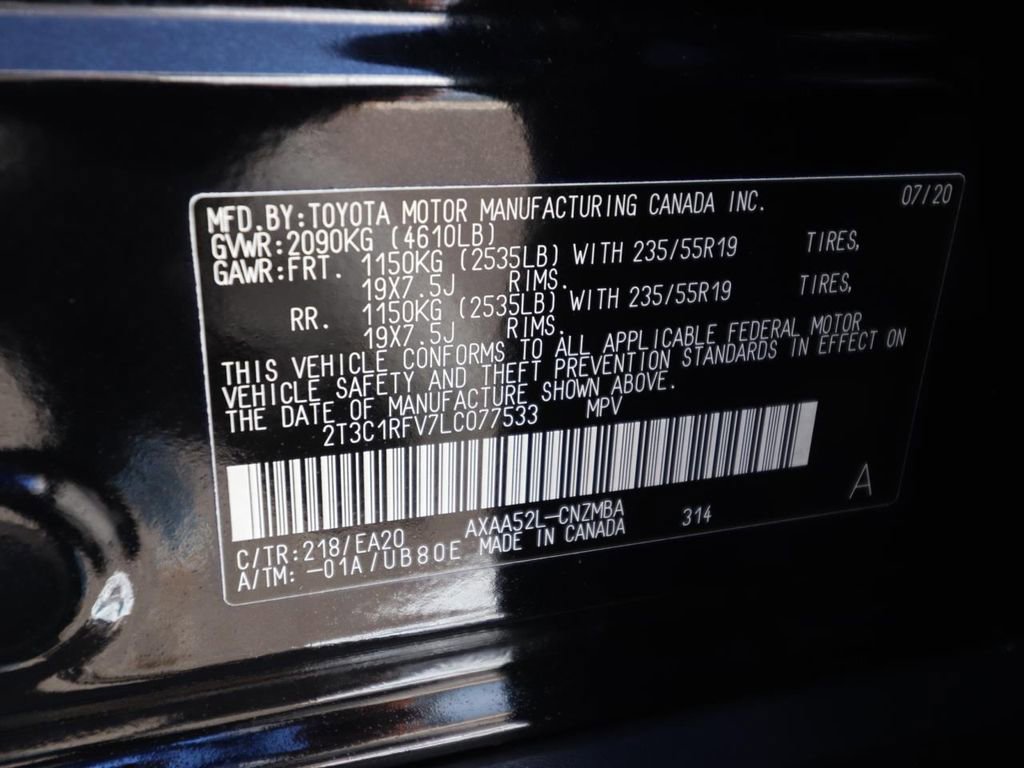 07/20
MFD.BY:TOYOTA MOTOR MANUFACTURING CANADA INC.
GVWR:2090KG (4610LB)
GAWR:FRT. 1150KG (2535LB) WITH 235/55R19 TIRES,
19X7.5J RIMS.
RR. 1150KG (2535LB) WITH 235/55R19 TIRES,
19X7.5J RIMS.
THIS VEHICLE CONFORMS TO ALL APPLICABLE FEDERAL MOTOR
VEHICLE SAFETY AND THEFT PREVENTION STANDARDS IN EFFECT ON
THE DATE OF MANUFACTURE SHOWN ABOVE.
2T3C1RFV7LC077533 MPV
A
C/TR:218/EA20 AXAA52L-CNZMBA 314
A/TM: -01A/UB80E MADE IN CANADA